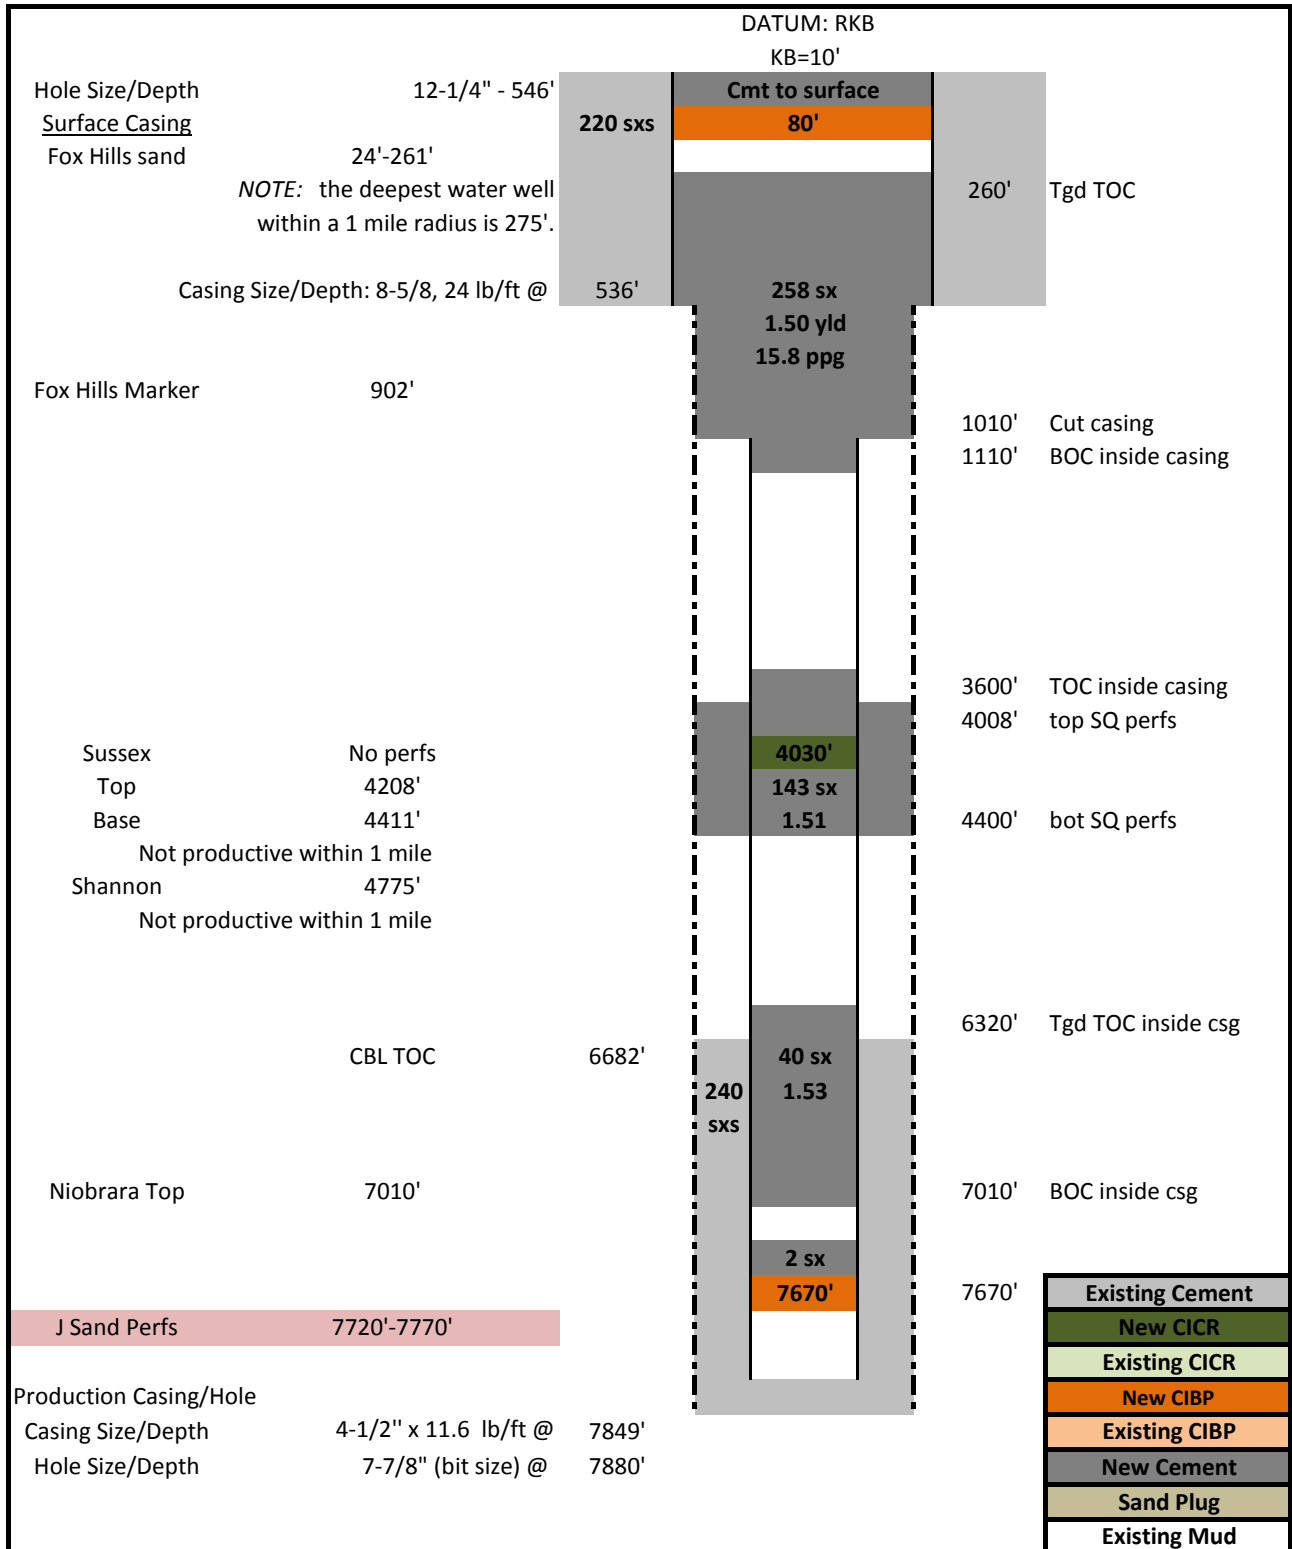 DATUM: RKB
KB=10'
Hole Size/Depth 12-1/4" - 546' Cmt to surface
Surface Casing 220 sxs 80'
Fox Hills sand 24'-261'
NOTE: the deepest water well 260' Tgd TOC
within a 1 mile radius is 275'.
Casing Size/Depth: 8-5/8, 24 lb/ft @ 536' 258 sx
1.50 yld
15.8 ppg
Fox Hills Marker 902'
1010' Cut casing
1110' BOC inside casing
3600' TOC inside casing
4008' top SQ perfs
Sussex No perfs 4030'
Top 4208' 143 sx
Base 4411' 1.51 4400' bot SQ perfs
Not productive within 1 mile
Shannon 4775'
Not productive within 1 mile
6320' Tgd TOC inside csg
CBL TOC 6682' 40 sx
240 1.53
sxs
Niobrara Top 7010' 7010' BOC inside csg
2 sx
7670' 7670' Existing Cement
J Sand Perfs 7720'-7770' New CICR
Existing CICR
Production Casing/Hole New CIBP
Casing Size/Depth 4-1/2'' x 11.6 lb/ft @ 7849' Existing CIBP
Hole Size/Depth 7-7/8" (bit size) @ 7880' New Cement
Sand Plug
Existing Mud